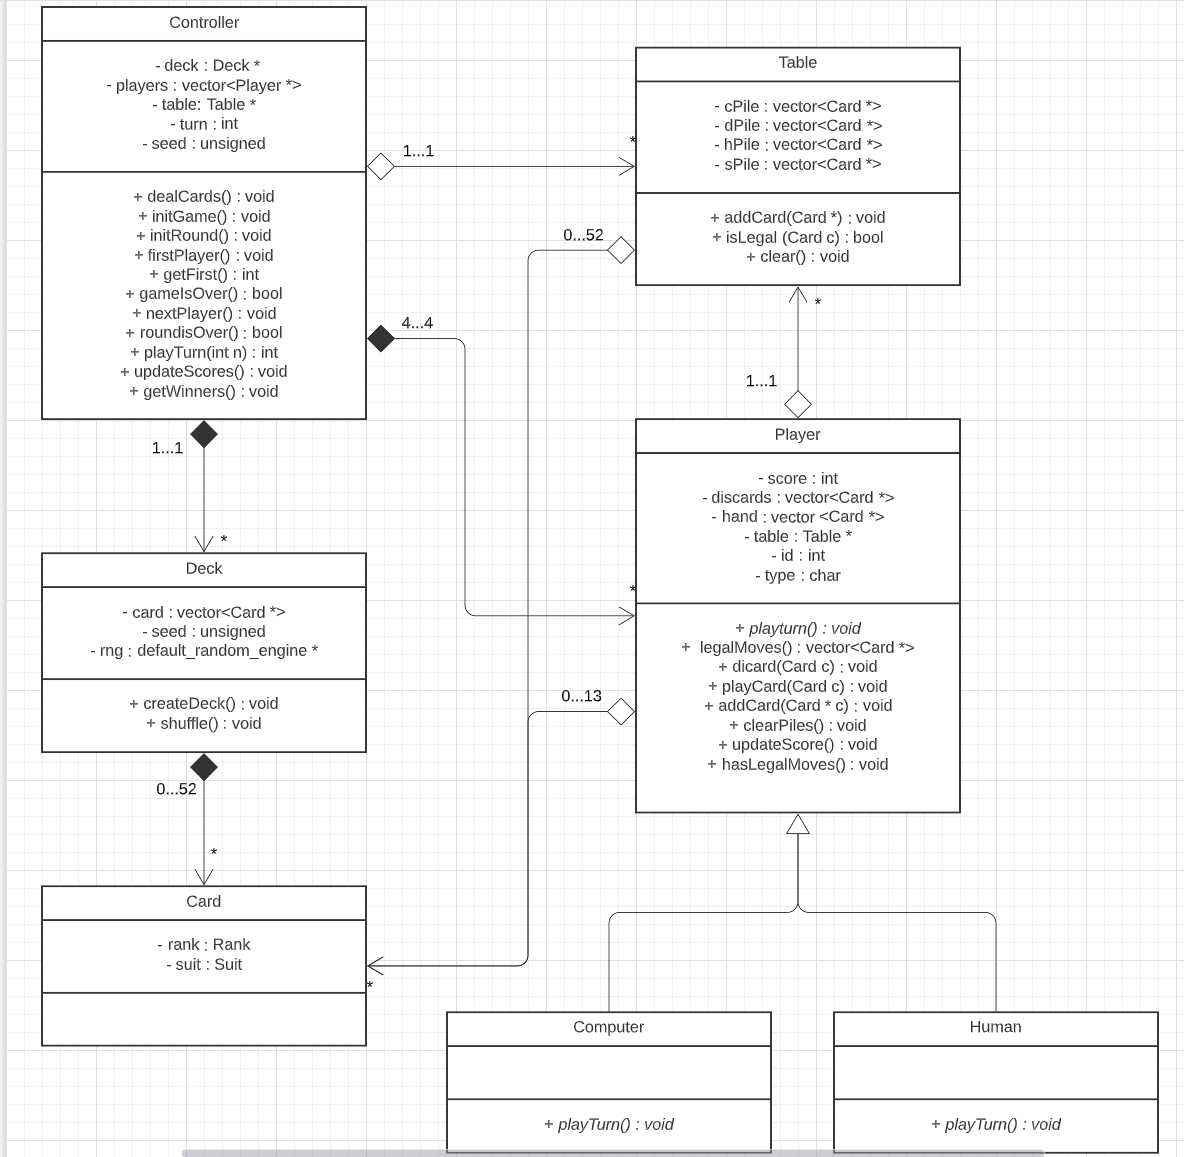 Controller
- deck : Deck *
- players : vector<Player *>
- table: Table *
- turn : int
- seed : unsigned
+ dealCards() : void
+ initGame() : void
+ initRound() : void
+ firstPlayer() : void
+ getFirst() : int
+ gameIsOver() : bool
+ nextPlayer() : void
+ roundisOver() : bool
+ playTurn(int n) : int
+ updateScores() : void
+ getWinners() : void
1...1
*
4...4
*
1...1
*
Table
- cPile : vector<Card *>
- dPile : vector<Card *>
- hPile : vector<Card *>
- sPile : vector<Card *>
+ addCard(Card *) : void
+ isLegal (Card c) : bool
+ clear() : void
0...52
*
1...1
Player
- score : int
- discards : vector<Card *>
- hand : vector <Card *>
- table : Table *
- id : int
- type : char
+ playturn() : void
+ legalMoves() : vector<Card *>
+ dicard(Card c) : void
+ playCard(Card c) : void
+ addCard(Card * c) : void
+ clearPiles() : void
+ updateScore() : void
+ hasLegalMoves() : void
0...13
Deck
- card : vector<Card *>
- seed : unsigned
- rng : default_random_engine *
+ createDeck() : void
+ shuffle() : void
0...52
*
Card
- rank : Rank
- suit : Suit
*
Computer
+ playTurn() : void
Human
+ playTurn() : void